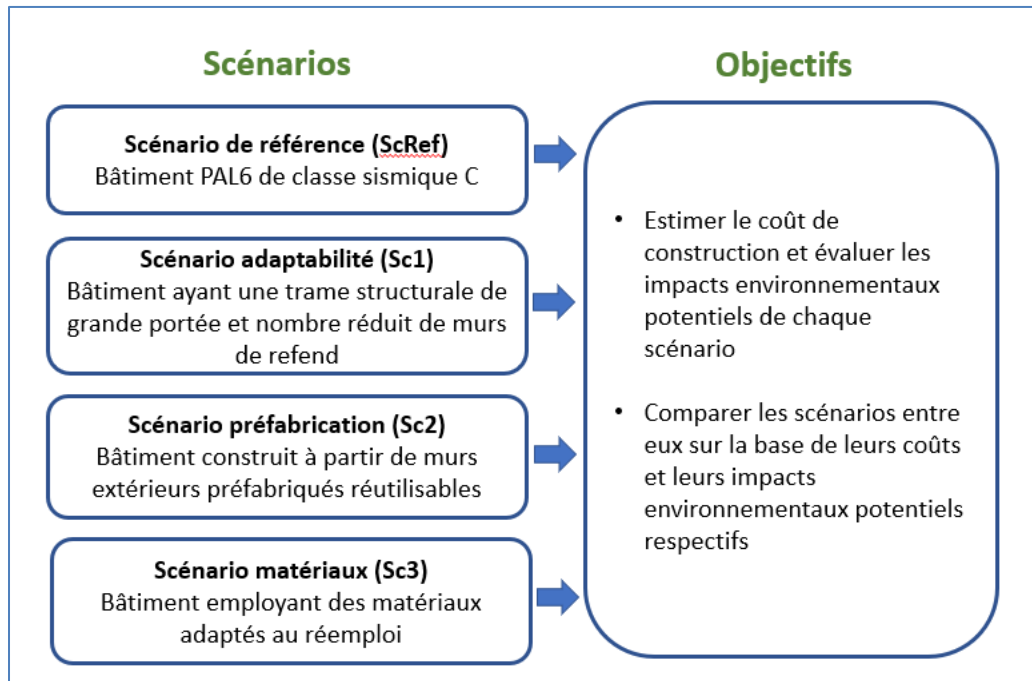 Scénarios
Objectifs
Scénario de référence (ScRef)
Bâtiment PAL6 de classe sismique C
Scénario adaptabilité (Sc1)
Bâtiment ayant une trame structurale de
grande portée et nombre réduit de murs
de refend
Scénario préfabrication (Sc2)
Bâtiment construit à partir de murs
extérieurs préfabriqués réutilisables
Scénario matériaux (Sc3)
Bâtiment employant des matériaux
adaptés au réemploi
• Estimer le coût de
construction et évaluer les
impacts environnementaux
potentiels de chaque
scénario
• Comparer les scénarios entre
eux sur la base de leurs coûts
et leurs impacts
environnementaux potentiels
respectifs